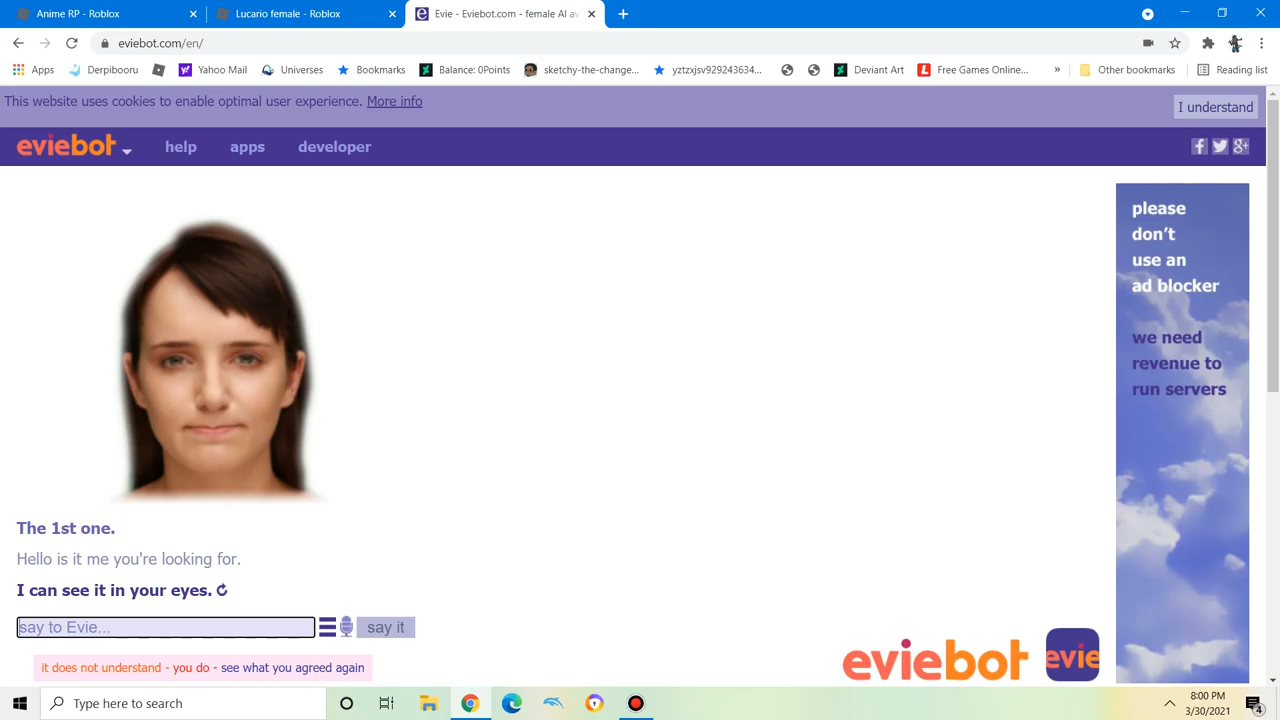 Anime RP - Roblox
Lucario female - Roblox
Evie - Eviebot.com - female AI av
eviebot.com/en/
Apps
Derpibooru
Yahoo Mail
Universes
Bookmarks
Balance: 0Points
sketchy-the-change...
yztzxjsv929243634...
Deviant Art
Free Games Online...
»
Other bookmarks
Reading list
This website uses cookies to enable optimal user experience. More info
I understand
eviebot
help
apps
developer
please
don't
use an
ad blocker
we need
revenue to
run servers
The 1st one.
Hello is it me you're looking for.
I can see it in your eyes.
say to Evie...
say it
it does not understand - you do - see what you agreed again
eviebot
evie
Type here to search
8:00 PM
3/30/2021
4